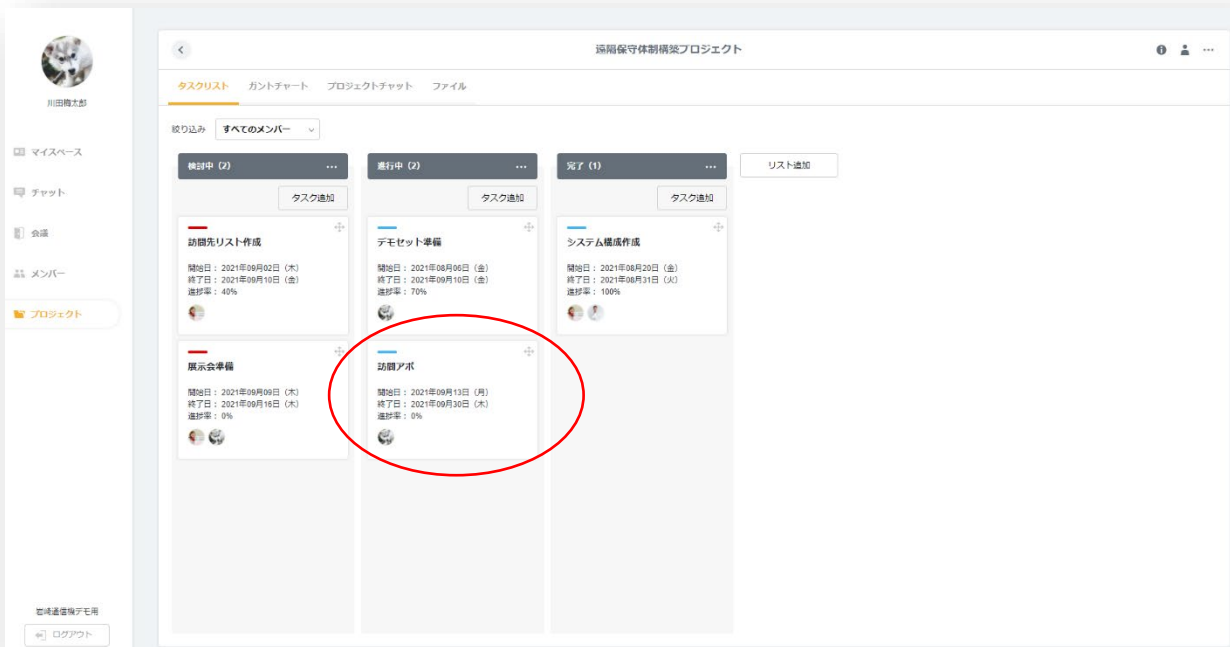 川田梅太郎
マイスペース
チャット
会議
メンバー
プロジェクト
岩崎通信機デモ用
ログアウト
遠隔保守体制構築プロジェクト
タスクリスト ガントチャート プロジェクトチャット ファイル
絞り込み すべてのメンバー
検討中 (2)
タスク追加
訪問先リスト作成
開始日： 2021年09月02日（木）
終了日： 2021年09月10日（金）
進捗率： 40%
展示会準備
開始日： 2021年09月09日（木）
終了日： 2021年09月16日（木）
進捗率： 0%
進行中 (2)
タスク追加
デモセット準備
開始日： 2021年08月06日（金）
終了日： 2021年09月10日（金）
進捗率： 70%
訪問アポ
開始日： 2021年09月13日（月）
終了日： 2021年09月30日（木）
進捗率： 0%
完了 (1)
タスク追加
システム構成作成
開始日： 2021年08月20日（金）
終了日： 2021年08月31日（火）
進捗率： 100%
リスト追加